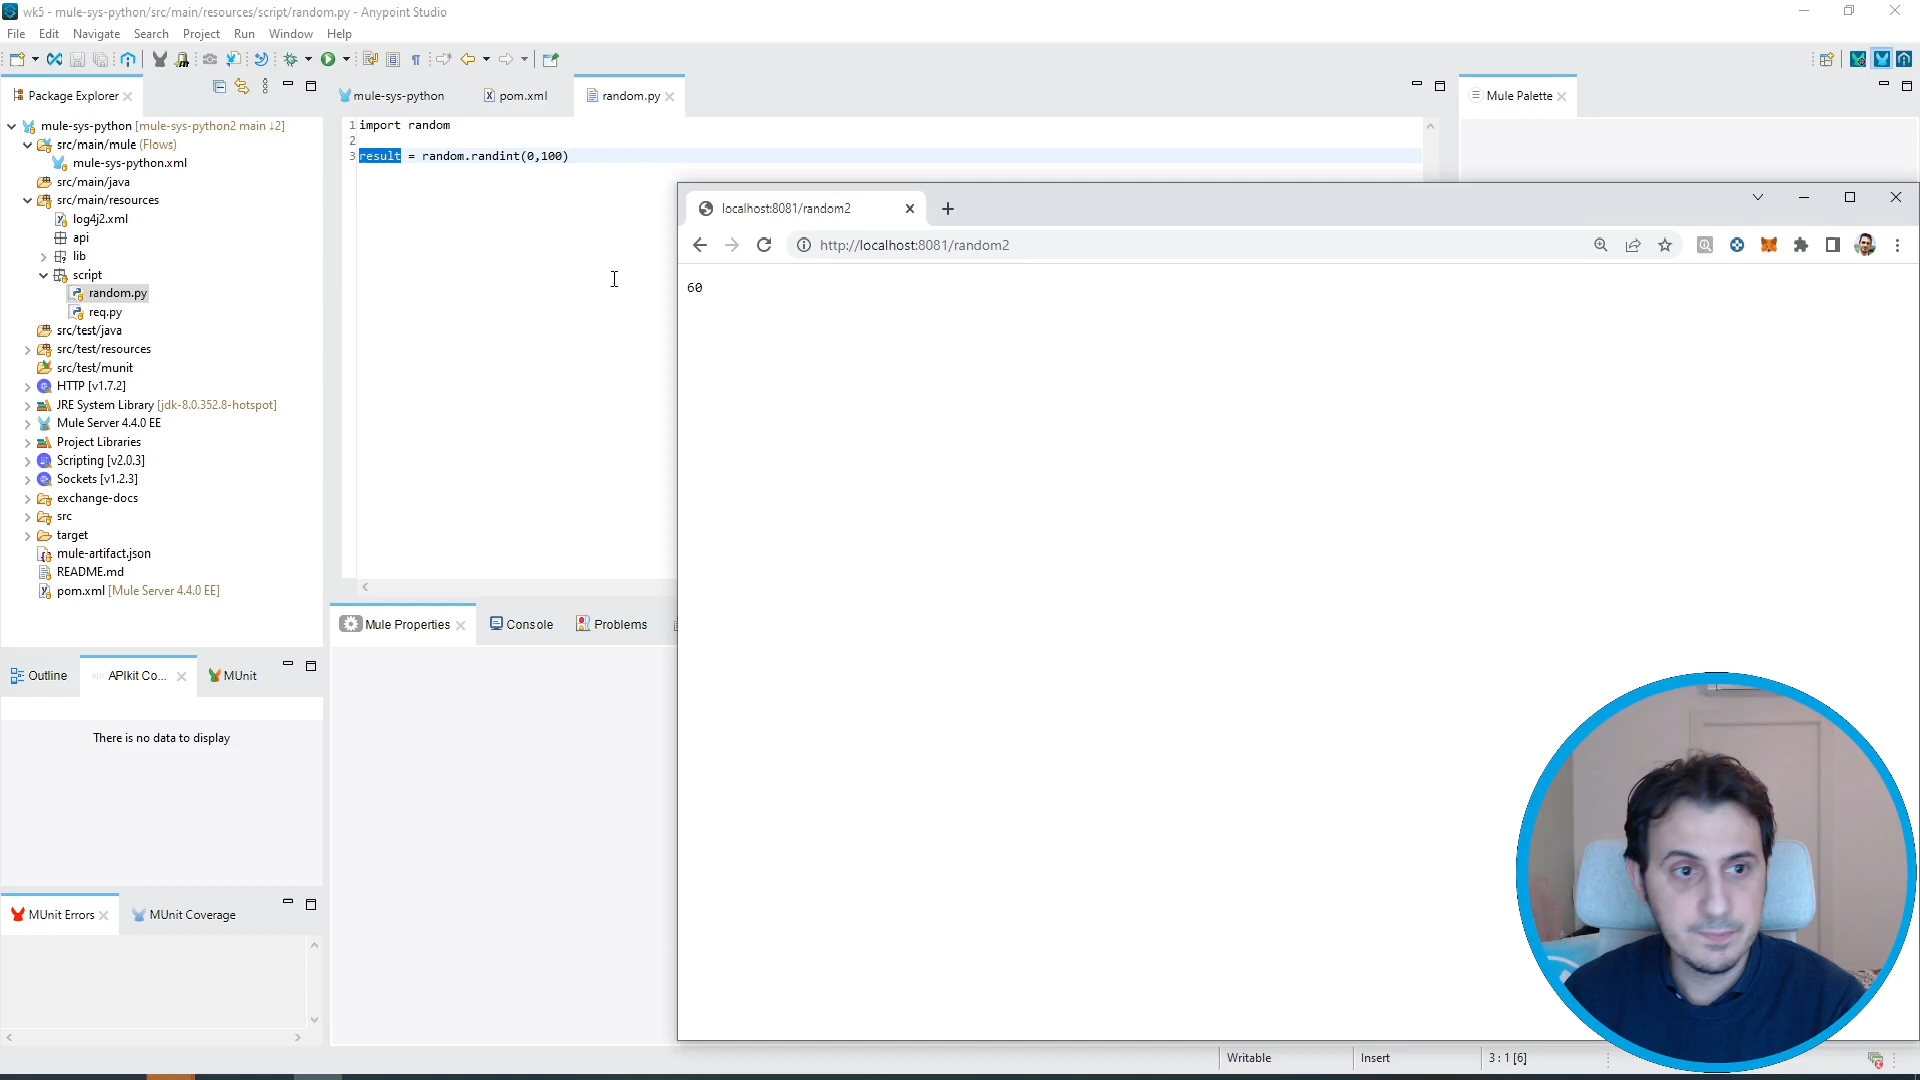 wk5 - mule-sys-python/src/main/resources/script/random.py - Anypoint Studio
File Edit Navigate Search Project Run Window Help
Package Explorer
mule-sys-python [mule-sys-python2 main ↓2]
src/main/mule (Flows)
mule-sys-python.xml
src/main/java
src/main/resources
log4j2.xml
api
lib
script
random.py
req.py
src/test/java
src/test/resources
src/test/munit
HTTP [v1.7.2]
JRE System Library [jdk-8.0.352.8-hotspot]
Mule Server 4.4.0 EE
Project Libraries
Scripting [v2.0.3]
Sockets [v1.2.3]
exchange-docs
src
target
mule-artifact.json
README.md
pom.xml [Mule Server 4.4.0 EE]
mule-sys-python pom.xml random.py
1 import random
2
3 result = random.randint(0,100)
Mule Palette
localhost:8081/random2
http://localhost:8081/random2
60
Mule Properties Console Problems
Outline APIkit Co... MUnit
There is no data to display
MUnit Errors MUnit Coverage
Writable Insert 3 : 1 [6]